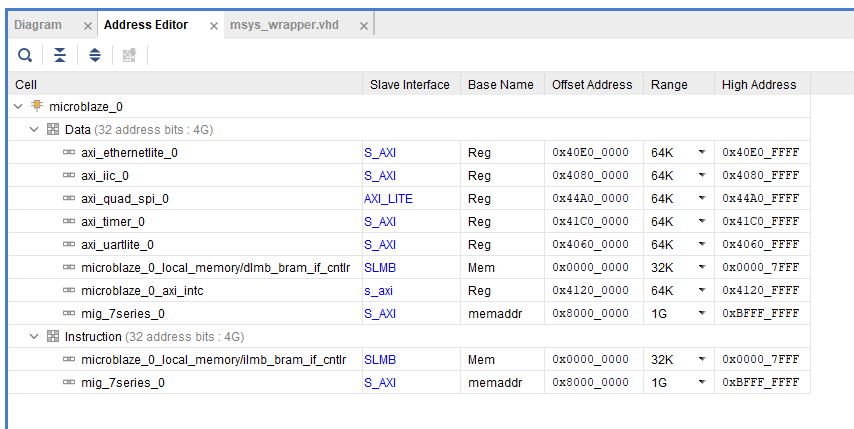 Diagram × Address Editor × msys_wrapper.vhd ×
Cell Slave Interface Base Name Offset Address Range High Address
microblaze_0
Data (32 address bits : 4G)
axi_ethernetlite_0 S_AXI Reg 0x40E0_0000 64K 0x40E0_FFFF
axi_iic_0 S_AXI Reg 0x4080_0000 64K 0x4080_FFFF
axi_quad_spi_0 AXI_LITE Reg 0x44A0_0000 64K 0x44A0_FFFF
axi_timer_0 S_AXI Reg 0x41C0_0000 64K 0x41C0_FFFF
axi_uartlite_0 S_AXI Reg 0x4060_0000 64K 0x4060_FFFF
microblaze_0_local_memory/dlmb_bram_if_cntlr SLMB Mem 0x0000_0000 32K 0x0000_7FFF
microblaze_0_axi_intc s_axi Reg 0x4120_0000 64K 0x4120_FFFF
mig_7series_0 S_AXI memaddr 0x8000_0000 1G 0xBFFF_FFFF
Instruction (32 address bits : 4G)
microblaze_0_local_memory/ilmb_bram_if_cntlr SLMB Mem 0x0000_0000 32K 0x0000_7FFF
mig_7series_0 S_AXI memaddr 0x8000_0000 1G 0xBFFF_FFFF